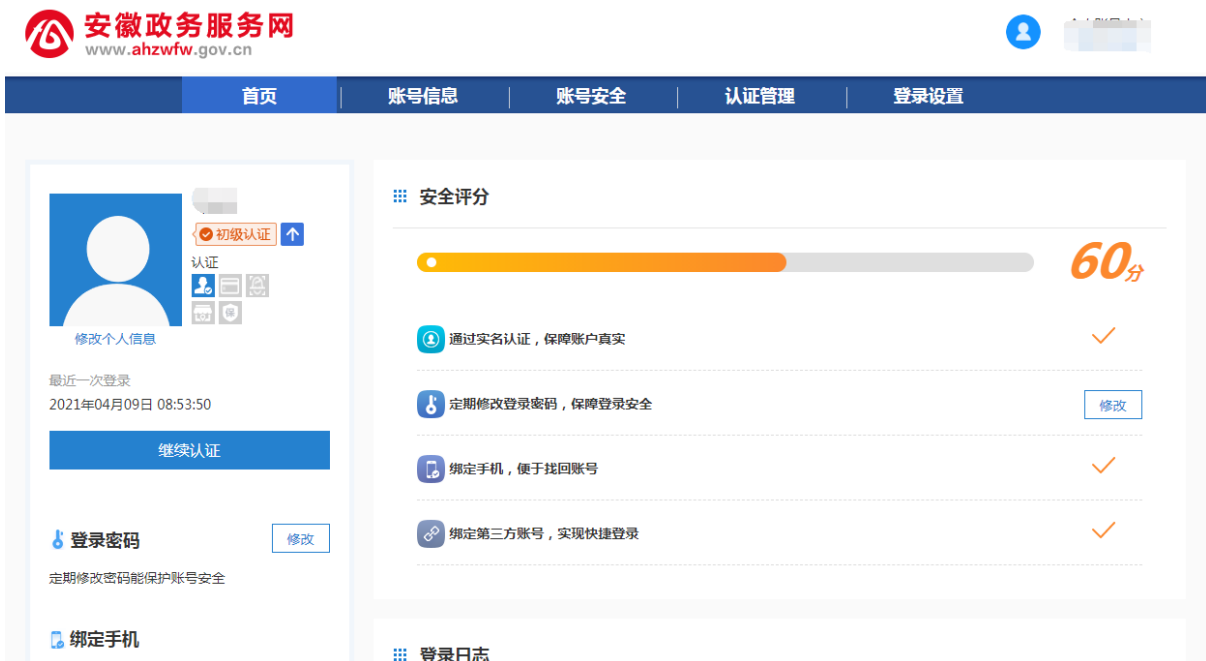 安徽政务服务网
www.ahzwfw.gov.cn
首页
账号信息
账号安全
认证管理
登录设置
初级认证
认证
修改个人信息
最近一次登录
2021年04月09日 08:53:50
继续认证
登录密码
修改
定期修改密码能保护账号安全
绑定手机
安全评分
60分
通过实名认证，保障账户真实
定期修改登录密码，保障登录安全
修改
绑定手机，便于找回账号
绑定第三方账号，实现快捷登录
登录日志